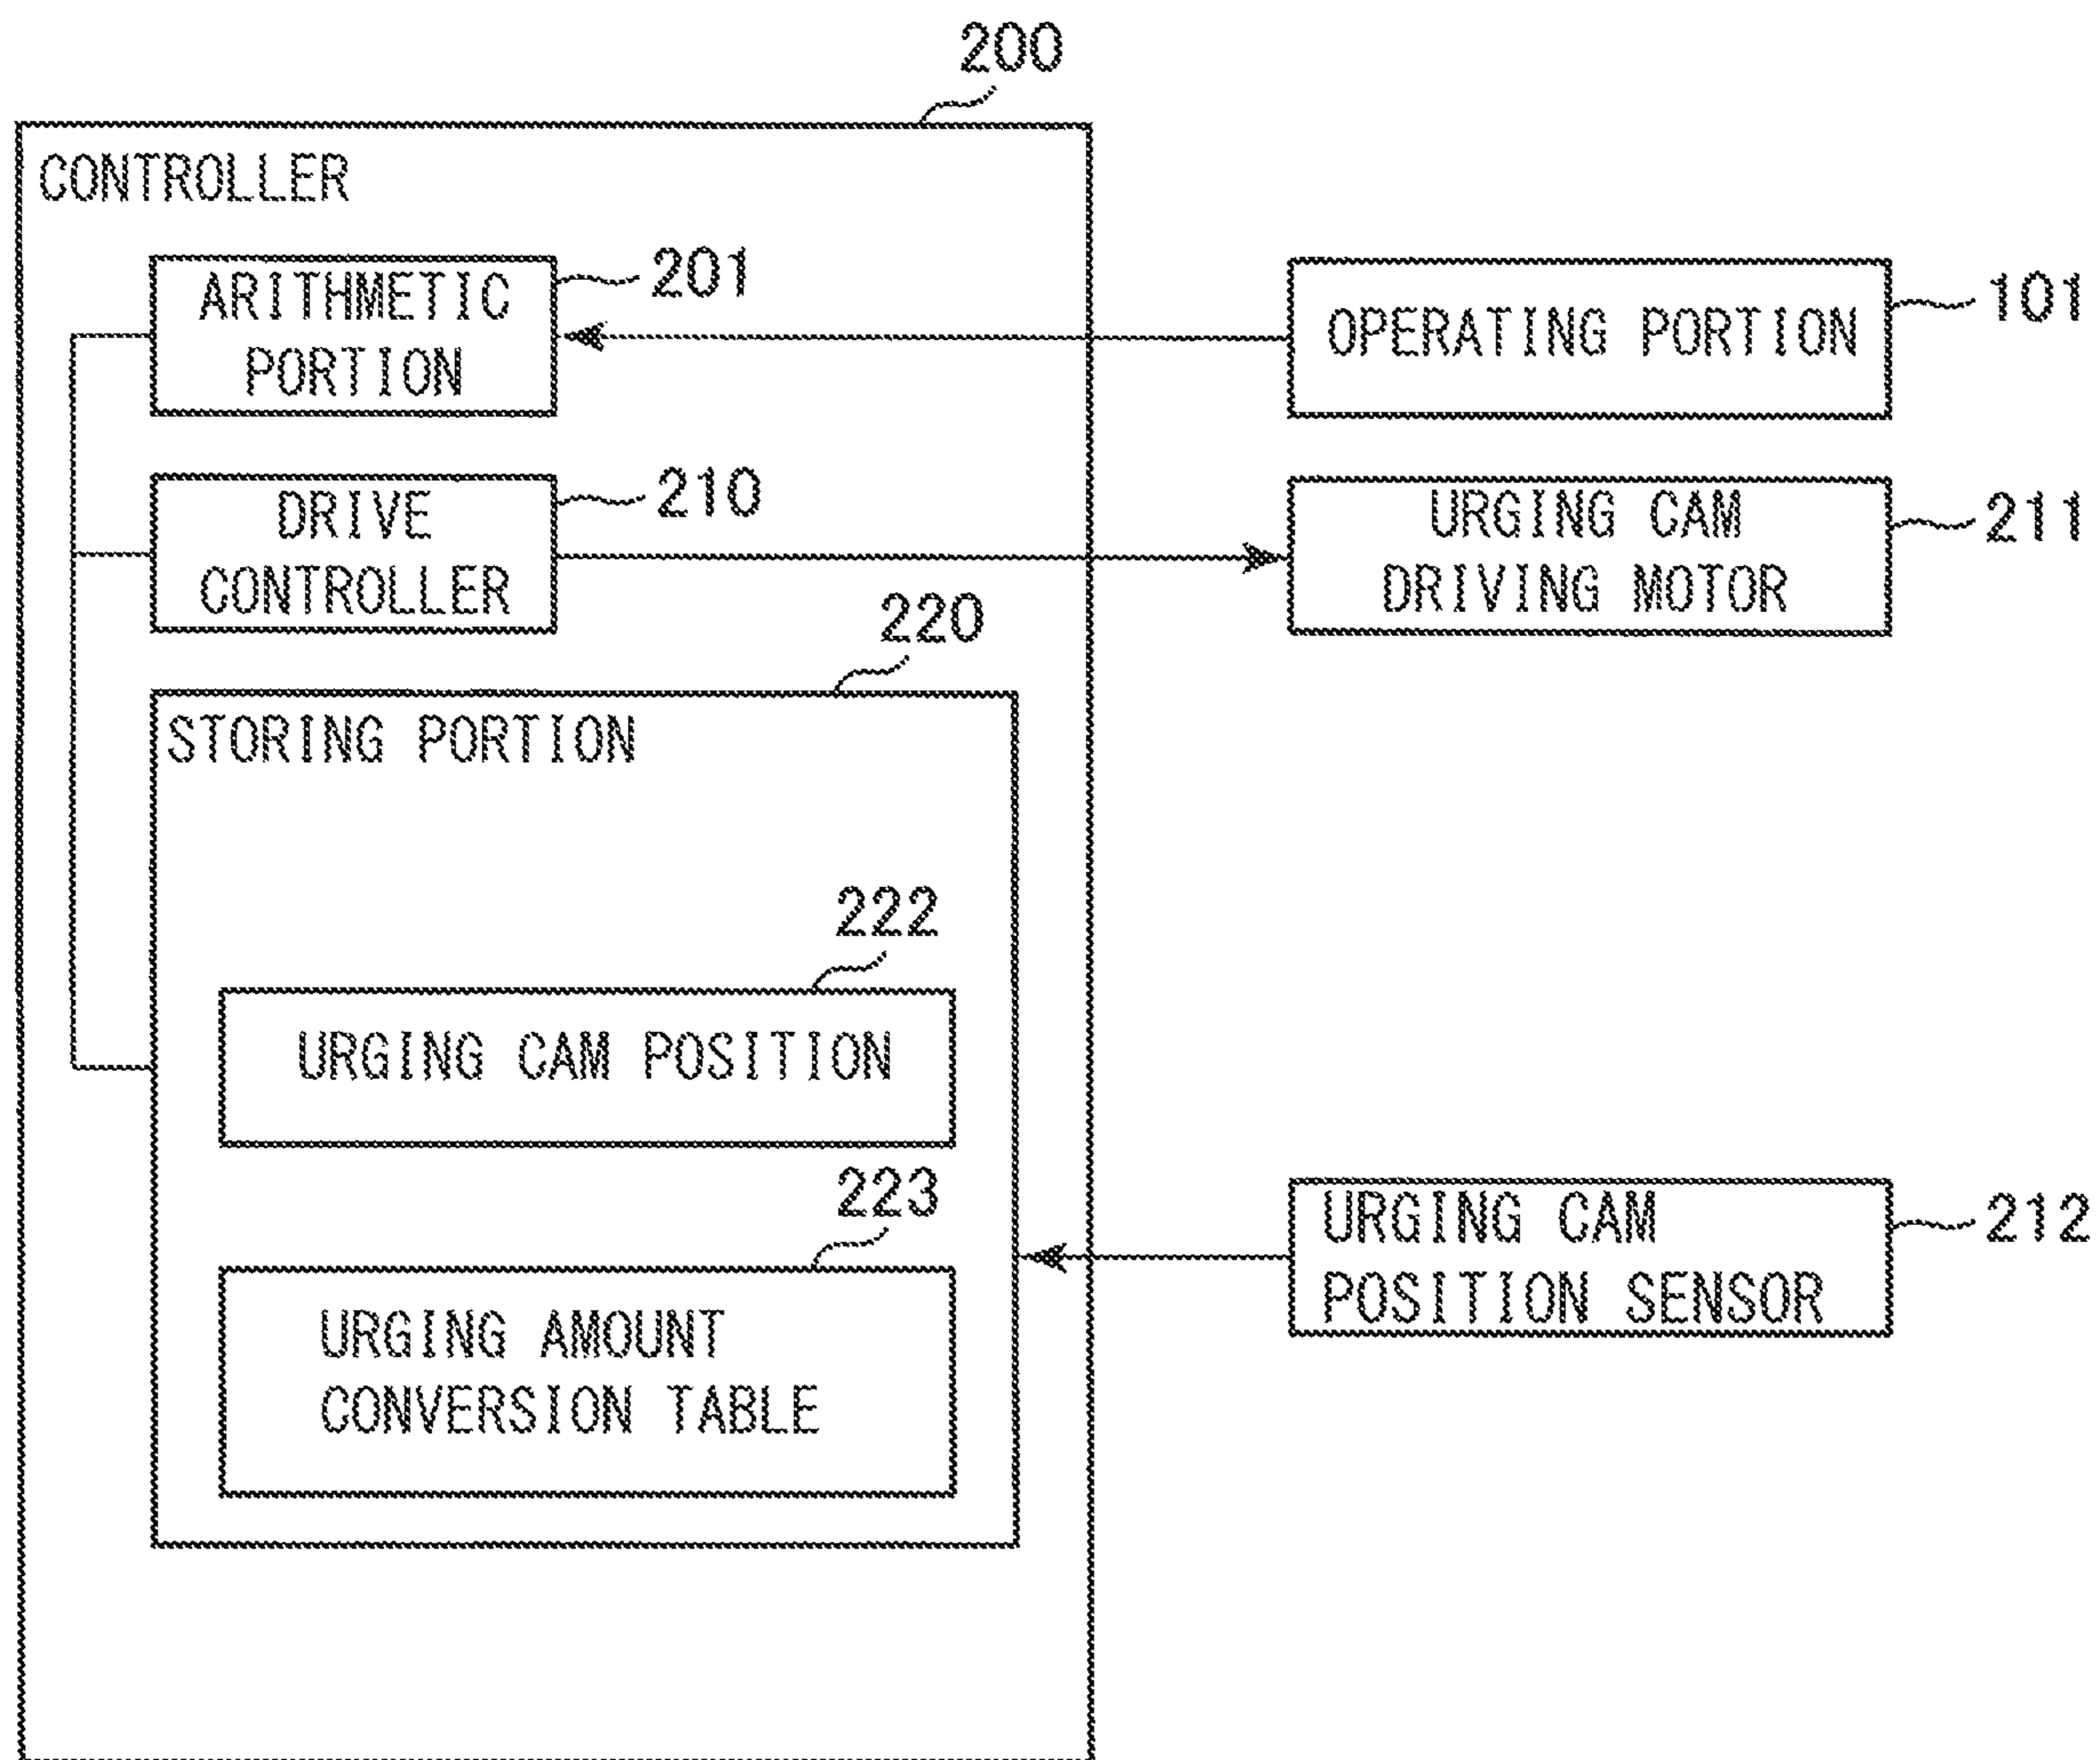 200
CONTROLLER
ARITHMETIC
PORTION
201
OPERATING PORTION
101
DRIVE
CONTROLLER
210
URGING CAM
DRIVING MOTOR
211
220
STORING PORTION
222
URGING CAM POSITION
223
URGING AMOUNT
CONVERSION TABLE
URGING CAM
POSITION SENSOR
212